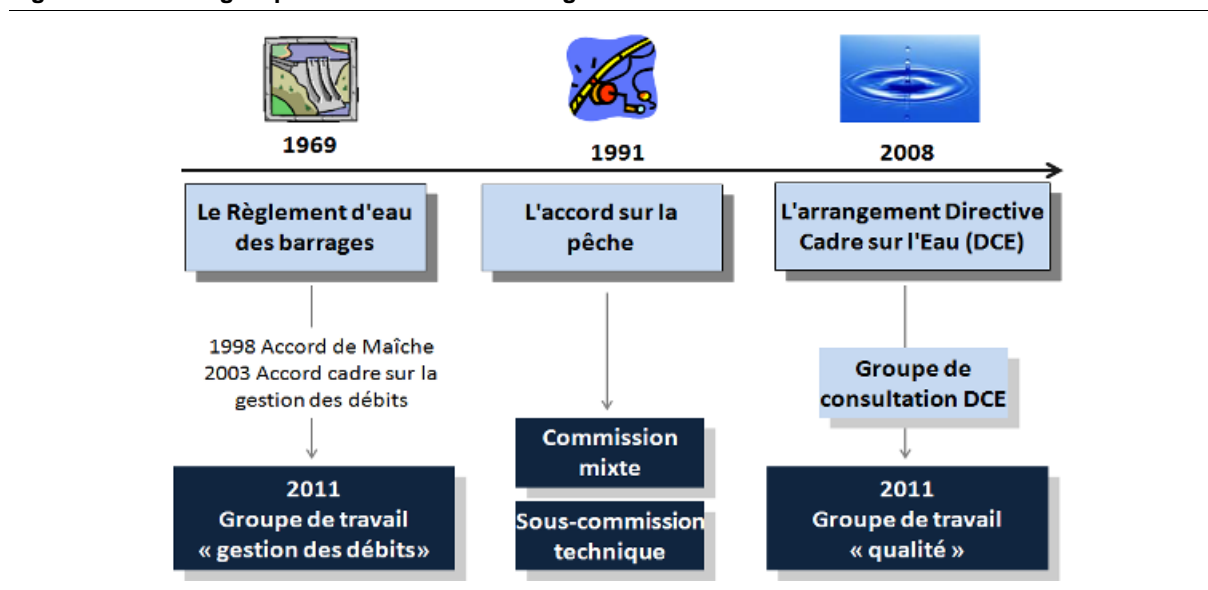 1969
1991
2008
Le Règlement d'eau
des barrages
L'accord sur la
pêche
L'arrangement Directive
Cadre sur l'Eau (DCE)
1998 Accord de Maîche
2003 Accord cadre sur la
gestion des débits
Groupe de
consultation DCE
2011
Groupe de travail
« gestion des débits»
Commission
mixte
Sous-commission
technique
2011
Groupe de travail
« qualité »